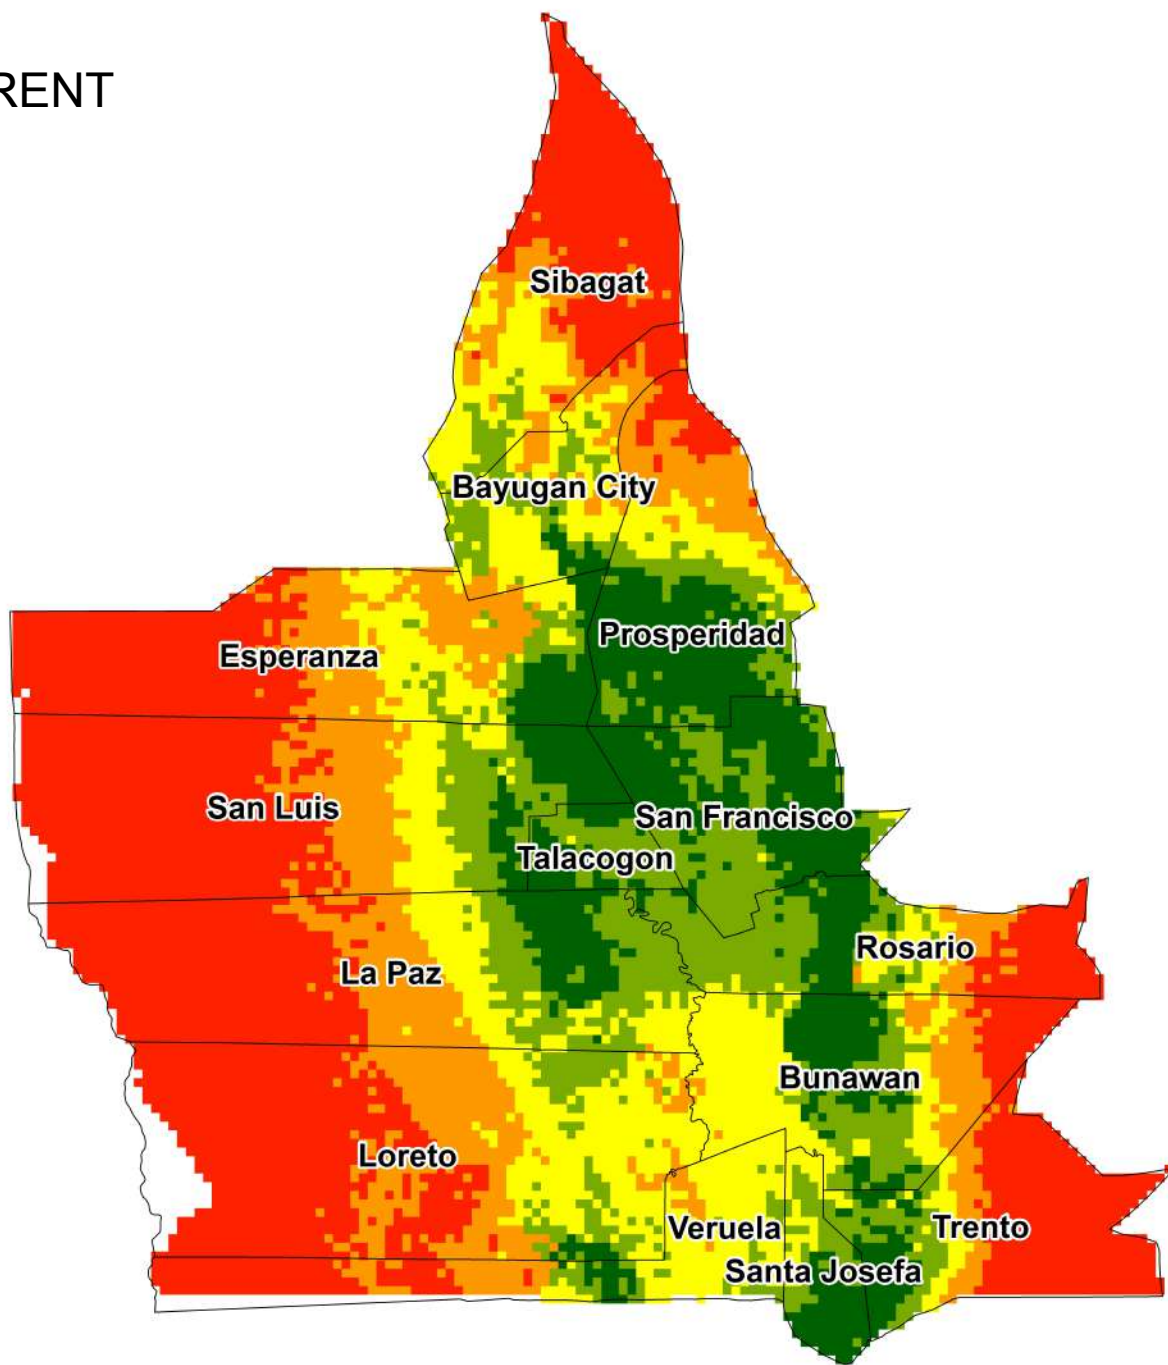 RENT
Sibagat
Bayugan City
Prosperidad
Esperanza
San Luis
San Francisco
Talacogon
Rosario
La Paz
Bunawan
Loreto
Veruela
Trento
Santa Josefa